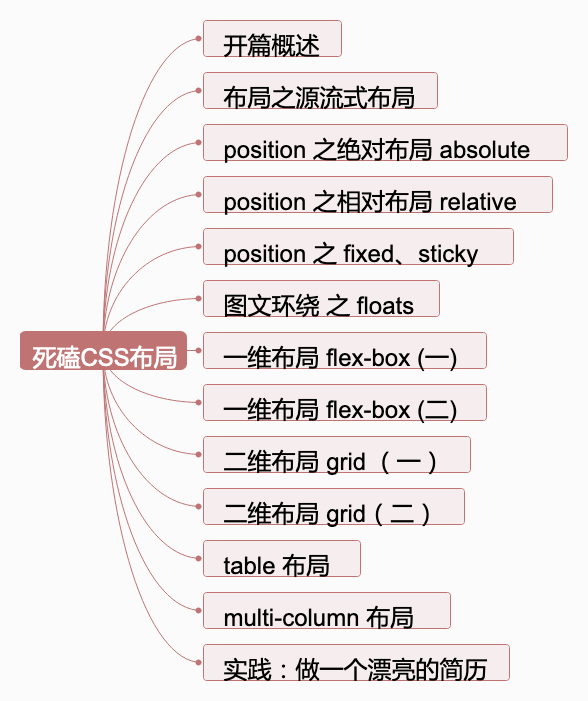 开篇概述
布局之源流式布局
position 之绝对布局 absolute
position 之相对布局 relative
position 之 fixed、sticky
图文环绕 之 floats
死磕CSS布局
一维布局 flex-box (一)
一维布局 flex-box (二)
二维布局 grid （ 一 ）
二维布局 grid（ 二 ）
table 布局
multi-column 布局
实践：做一个漂亮的简历